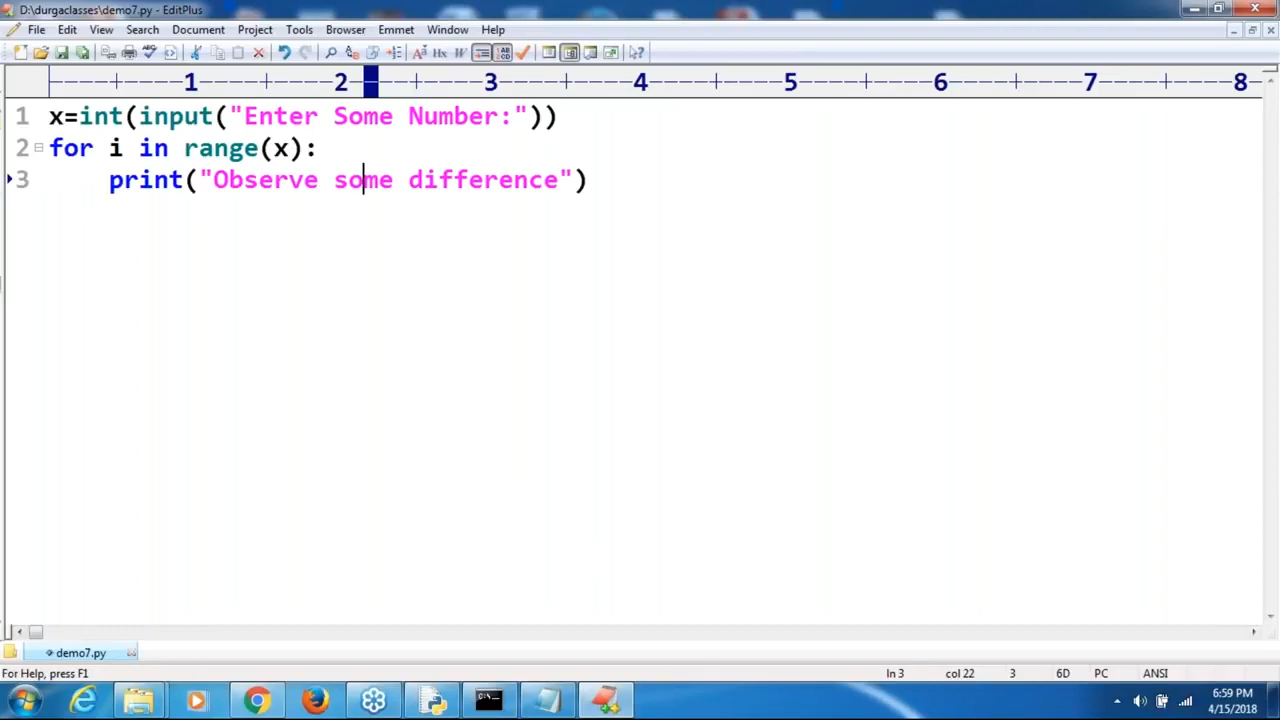 D:\durgaclasses\demo7.py - EditPlus
File Edit View Search Document Project Tools Browser Emmet Window Help
1 2 3 4 5 6 7 8
1 x=int(input("Enter Some Number:"))
2 for i in range(x):
3 print("Observe some difference")
demo7.py
For Help, press F1 ln 3 col 22 3 6D PC ANSI
6:59 PM
4/15/2018